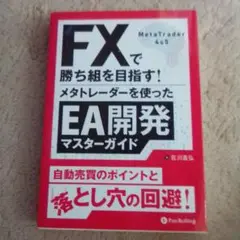 MetaTrader
4&5
FXで
勝ち組を目指す!
メタトレーダーを使った
EA開発
マスターガイド
自動売買のポイントと
落とし穴の回避!
Pan Rolling